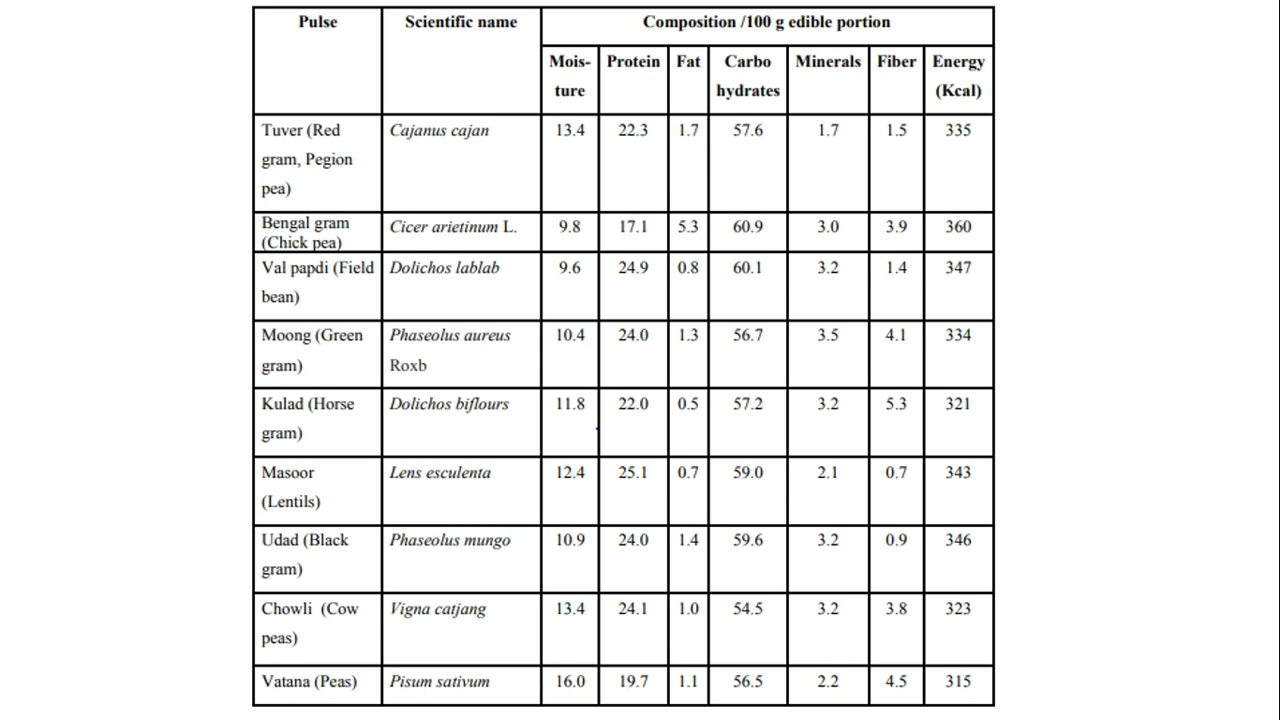 Pulse Scientific name Composition /100 g edible portion
Mois-ture Protein Fat Carbo hydrates Minerals Fiber Energy (Kcal)
Tuver (Red Cajanus cajan 13.4 22.3 1.7 57.6 1.7 1.5 335
gram, Pegion
pea)
Bengal gram Cicer arietinum L. 9.8 17.1 5.3 60.9 3.0 3.9 360
(Chick pea)
Val papdi (Field Dolichos lablab 9.6 24.9 0.8 60.1 3.2 1.4 347
bean)
Moong (Green Phaseolus aureus 10.4 24.0 1.3 56.7 3.5 4.1 334
gram) Roxb
Kulad (Horse Dolichos biflours 11.8 22.0 0.5 57.2 3.2 5.3 321
gram)
Masoor Lens esculenta 12.4 25.1 0.7 59.0 2.1 0.7 343
(Lentils)
Udad (Black Phaseolus mungo 10.9 24.0 1.4 59.6 3.2 0.9 346
gram)
Chowli (Cow Vigna catjang 13.4 24.1 1.0 54.5 3.2 3.8 323
peas)
Vatana (Peas) Pisum sativum 16.0 19.7 1.1 56.5 2.2 4.5 315